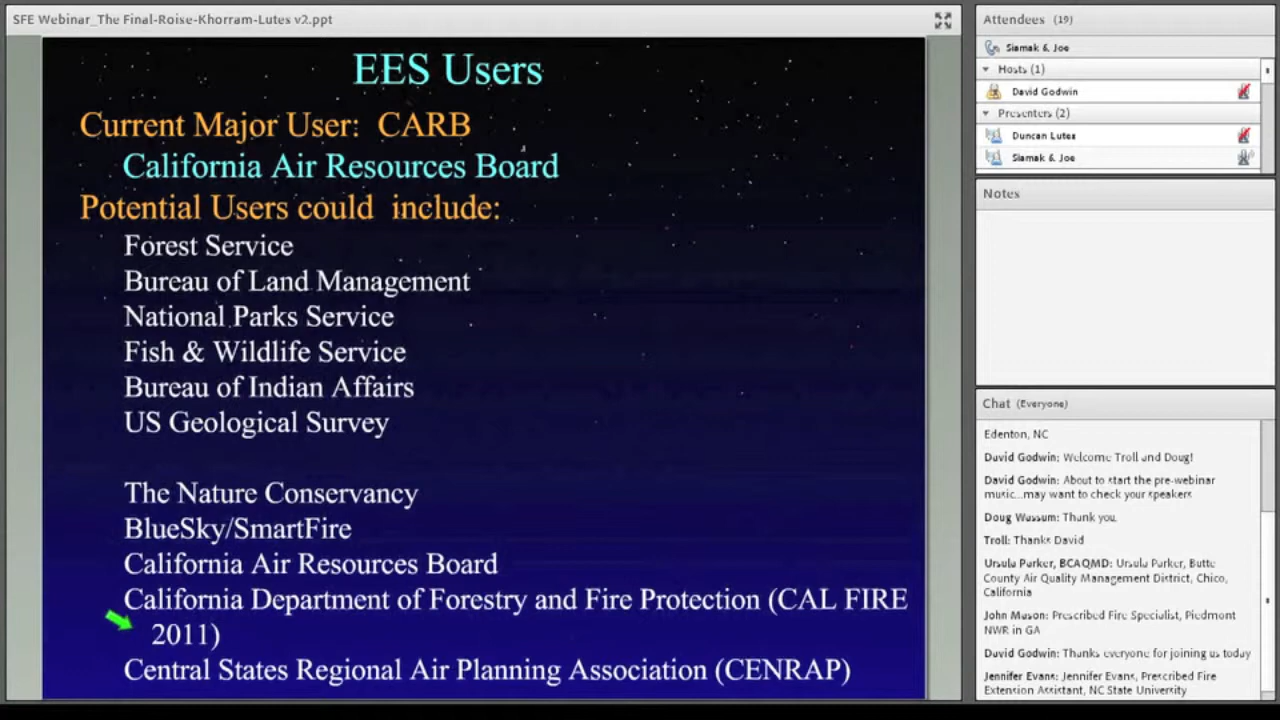 SFE Webinar_The Final-Roise-Khorram-Lutes v2.ppt
EES Users
Current Major User: CARB
California Air Resources Board
Potential Users could include:
Forest Service
Bureau of Land Management
National Parks Service
Fish & Wildlife Service
Bureau of Indian Affairs
US Geological Survey
The Nature Conservancy
BlueSky/SmartFire
California Air Resources Board
California Department of Forestry and Fire Protection (CAL FIRE
2011)
Central States Regional Air Planning Association (CENRAP)
Attendees (19)
Siamak & Joe
Hosts (1)
David Godwin
Presenters (2)
Duncan Lutes
Siamak & Joe
Notes
Chat (Everyone)
Edenton, NC
David Godwin: Welcome Troll and Doug!
David Godwin: About to start the pre-webinar
music...may want to check your speakers
Doug Wassum: Thank you.
Troll: Thanks David
Ursula Parker, BCAQMD: Ursula Parker, Butte
County Air Quality Management District, Chico,
California
John Mason: Prescribed Fire Specialist, Piedmont
NWR in GA
David Godwin: Thanks everyone for joining us today
Jennifer Evans: Jennifer Evans, Prescribed Fire
Extension Assistant, NC State University